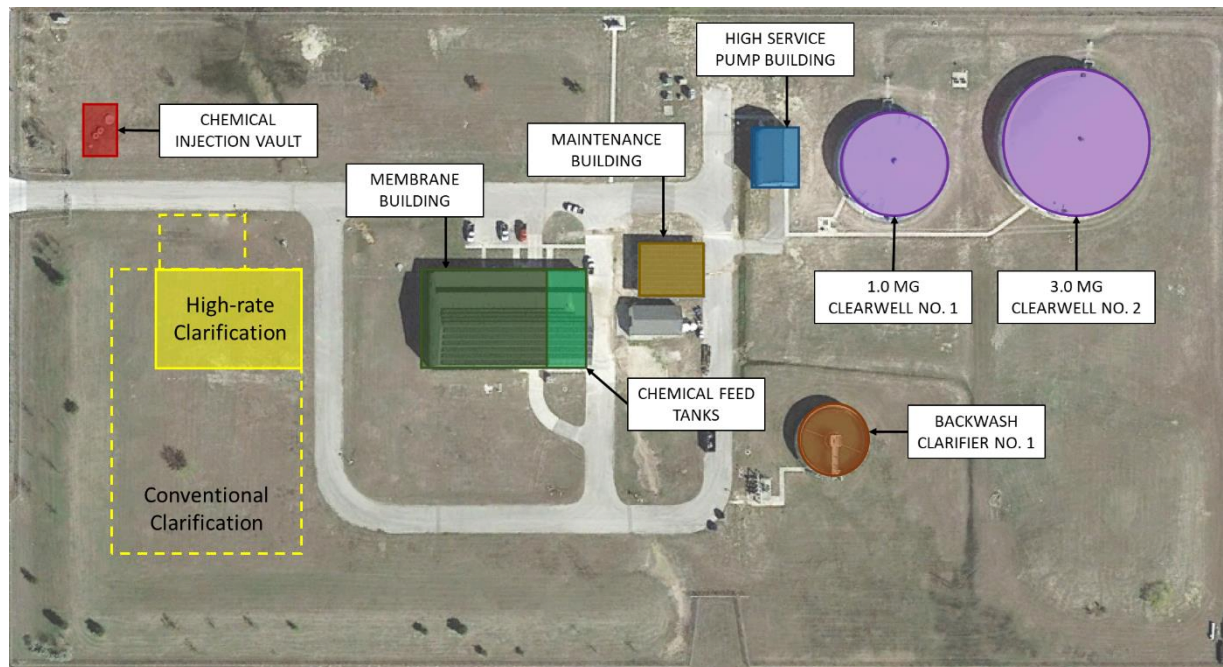 HIGH SERVICE
PUMP BUILDING
CHEMICAL
INJECTION VAULT
MAINTENANCE
BUILDING
MEMBRANE
BUILDING
High-rate
Clarification
1.0 MG
CLEARWELL NO. 1
3.0 MG
CLEARWELL NO. 2
CHEMICAL FEED
TANKS
BACKWASH
CLARIFIER NO. 1
Conventional
Clarification